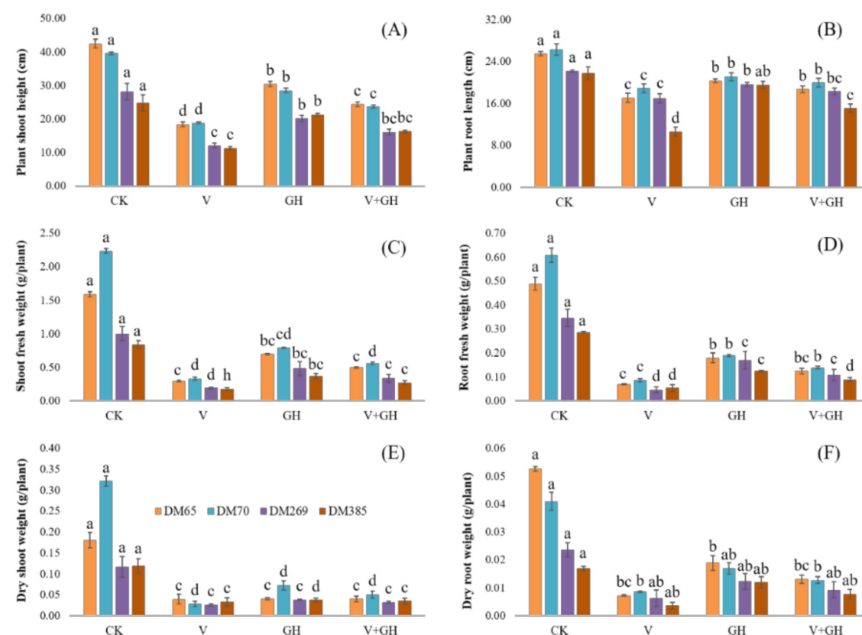 (A)
Plant shoot height (cm)
50.00
40.00
30.00
20.00
10.00
0.00
a a a a
d d c c
b b b b
c c bc bc
CK V GH V+GH
(B)
Plant root length (cm)
32.00
24.00
16.00
8.00
0.00
a a a a
c c c d
b b b ab
b b bc c
CK V GH V+GH
(C)
Shoot fresh weight (g/plant)
2.50
2.00
1.50
1.00
0.50
0.00
a a a a
c d d h
bc cd bc bc
c d c c
CK V GH V+GH
(D)
Root fresh weight (g/plant)
0.70
0.60
0.50
0.40
0.30
0.20
0.10
0.00
a a a a
c c d d
b b c c
bc b c d
CK V GH V+GH
(E)
Dry shoot weight (g/plant)
0.40
0.35
0.30
0.25
0.20
0.15
0.10
0.05
0.00
DM65 DM70 DM269 DM385
a a a a
c d c c
c d c c
c d c c
CK V GH V+GH
(F)
Dry root weight (g/plant)
0.06
0.05
0.04
0.03
0.02
0.01
0.00
a a a a
bc b ab ab
b ab ab ab
b b ab ab
CK V GH V+GH